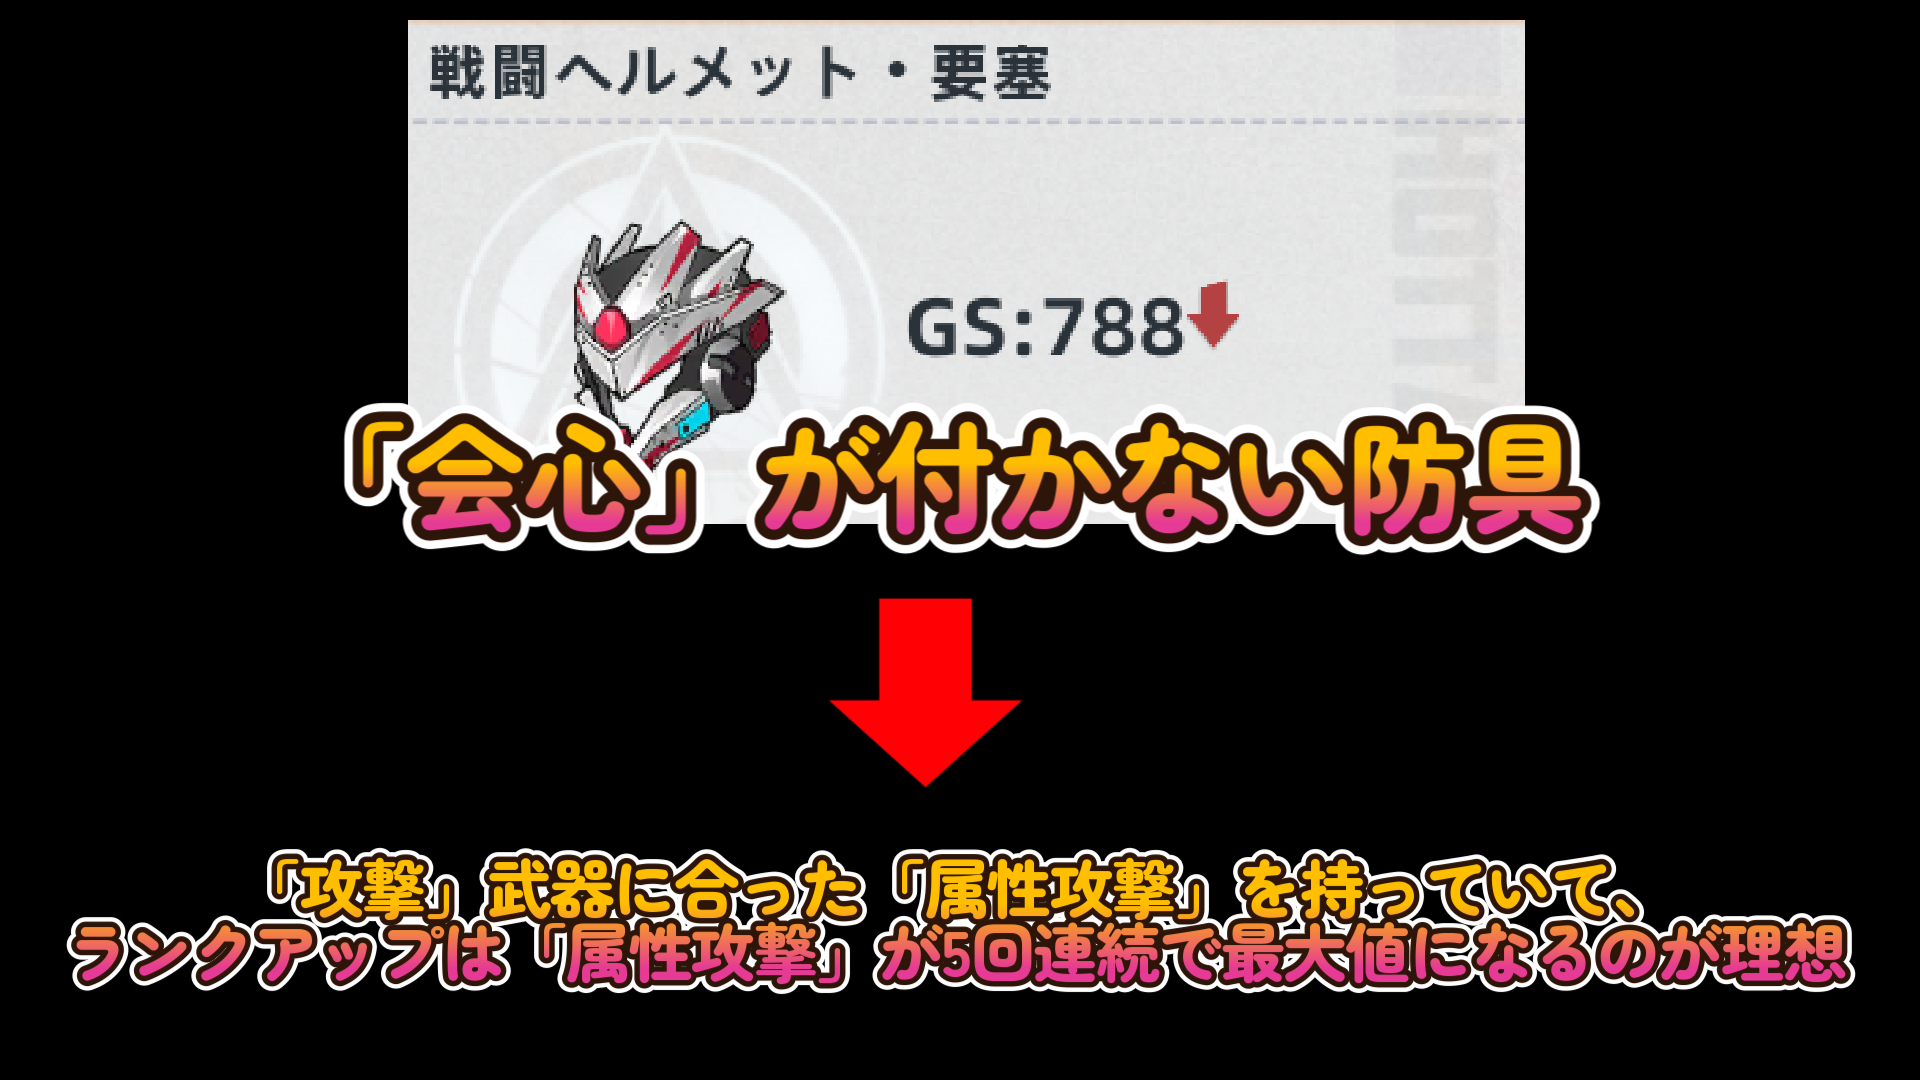 戦闘ヘルメット・要塞
GS:788
HOTTA
「会心」が付かない防具
「攻撃」武器に合った「属性攻撃」を持っていて、
ランクアップは「属性攻撃」が5回連続で最大値になるのが理想